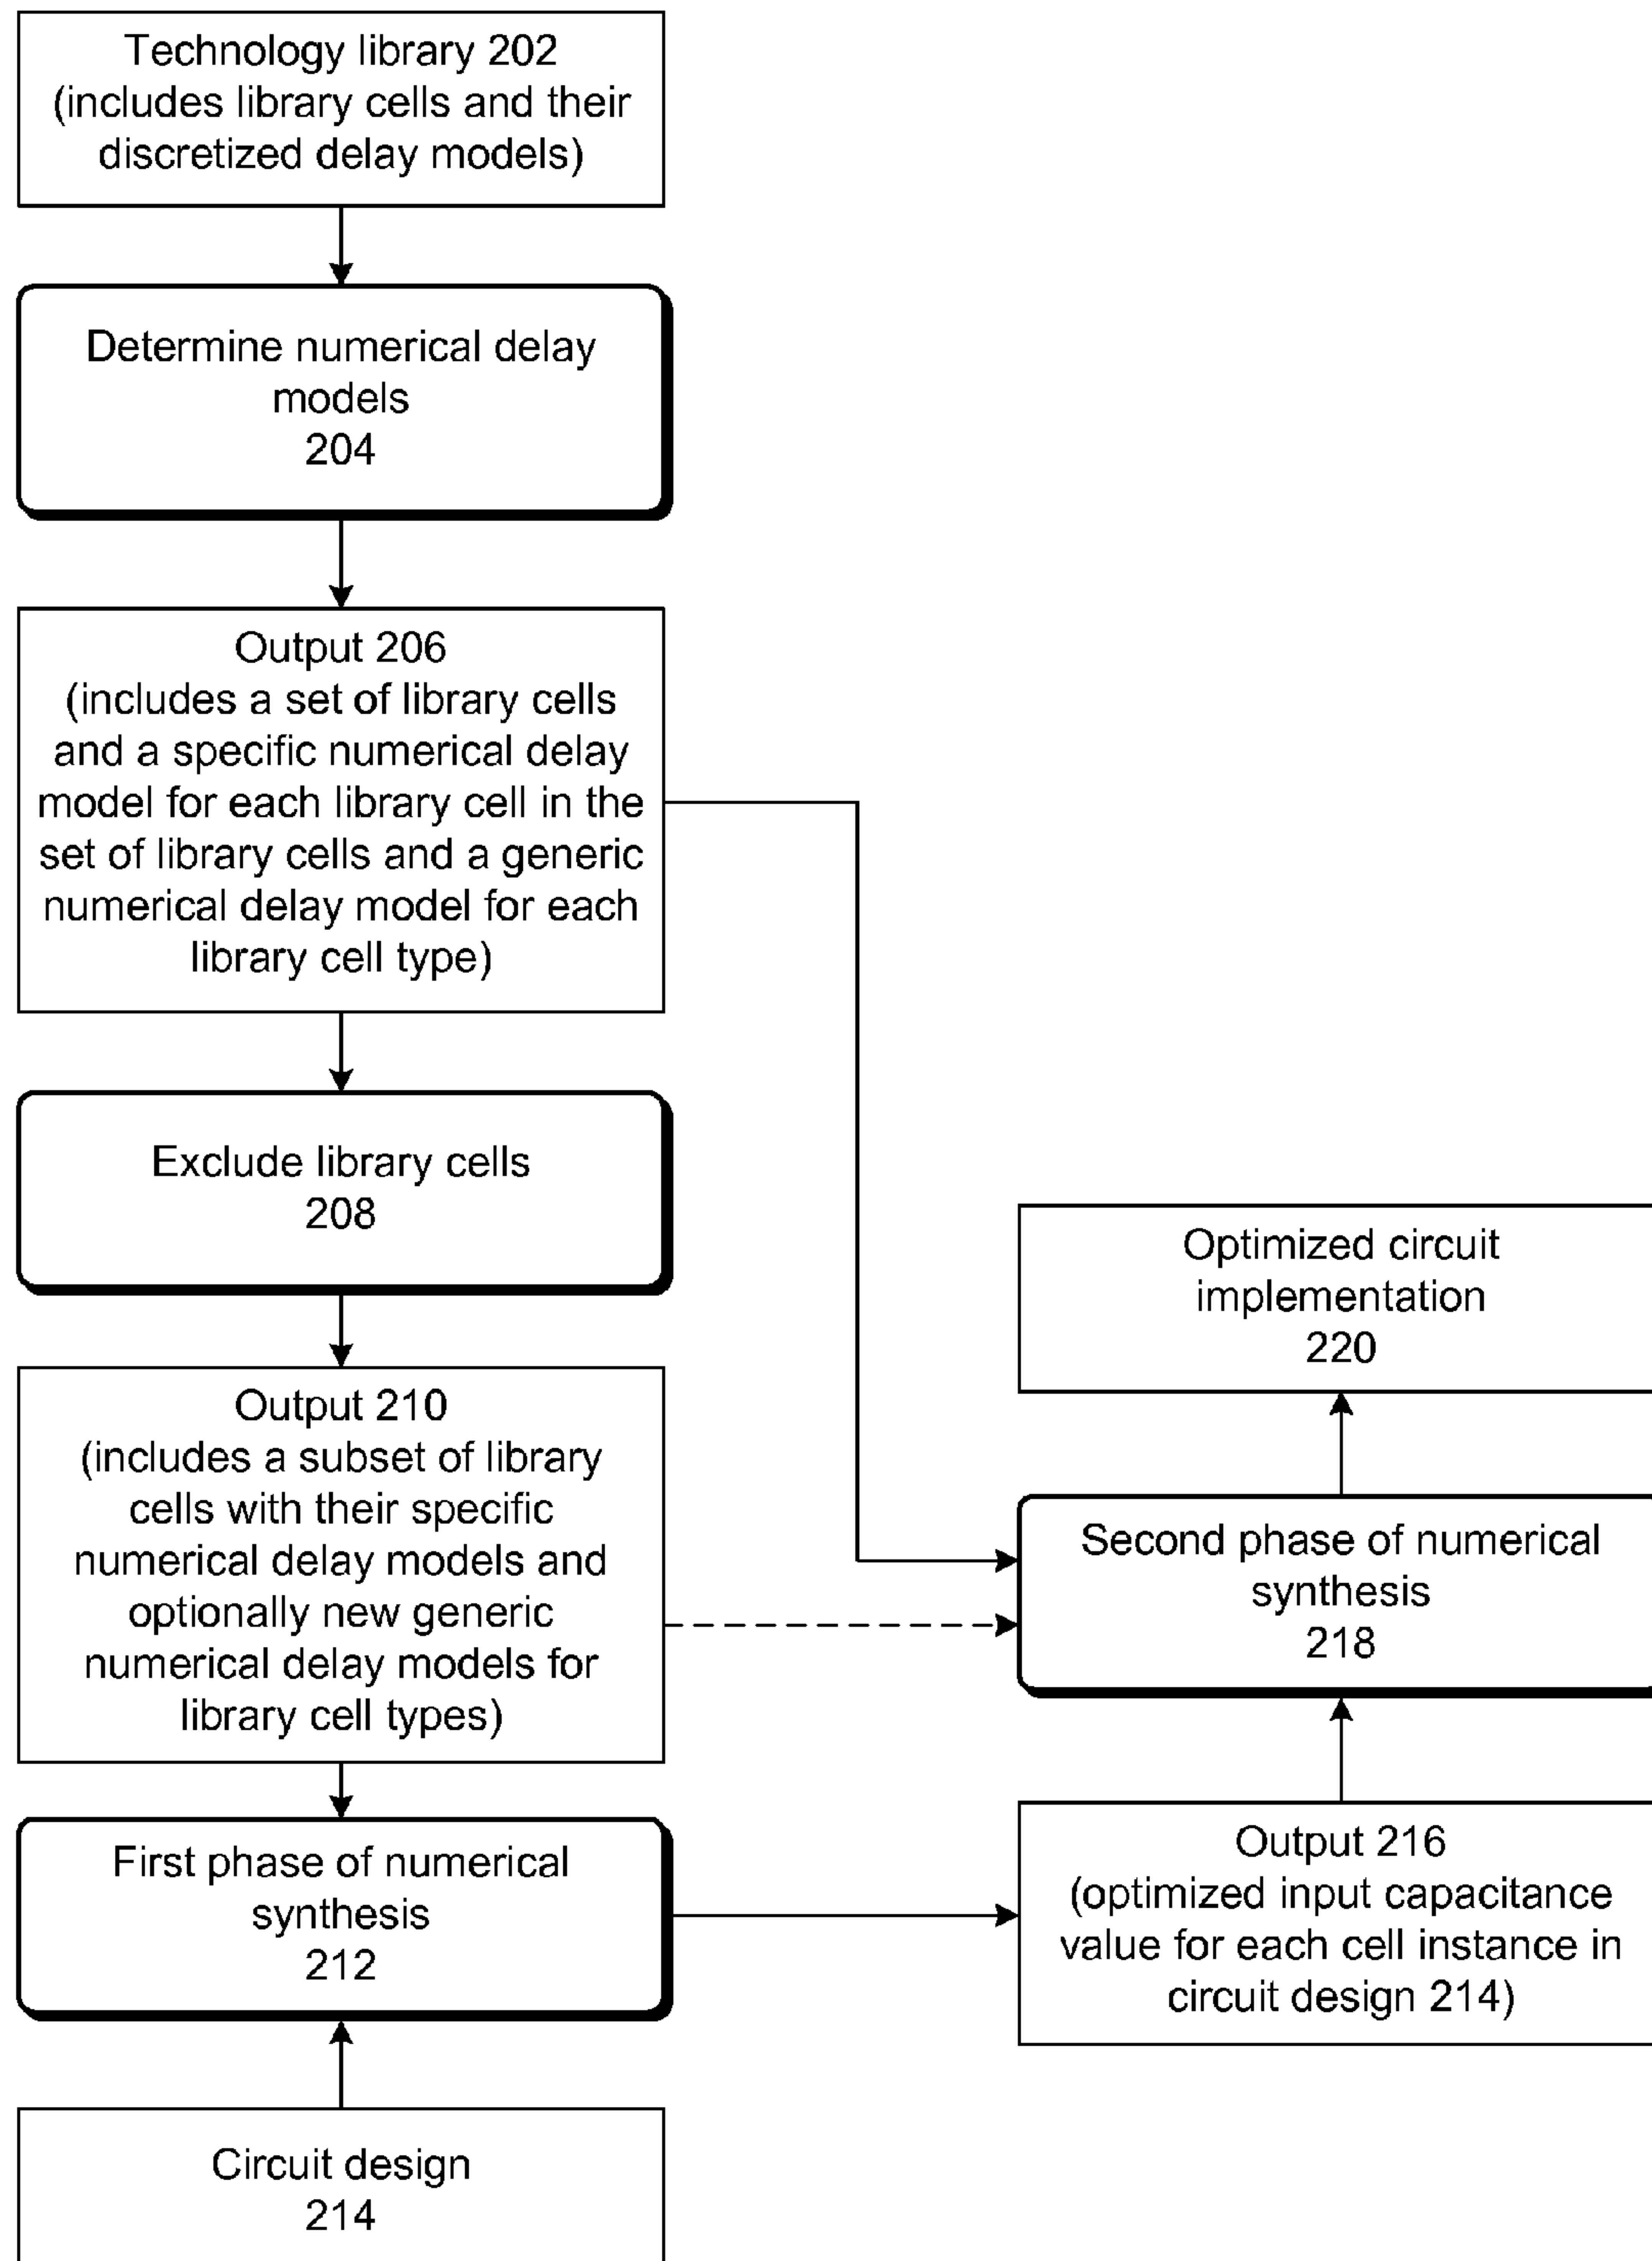 Technology library 202
(includes library cells and their
discretized delay models)
Determine numerical delay
models
204
Output 206
(includes a set of library cells
and a specific numerical delay
model for each library cell in the
set of library cells and a generic
numerical delay model for each
library cell type)
Exclude library cells
208
Output 210
(includes a subset of library
cells with their specific
numerical delay models and
optionally new generic
numerical delay models for
library cell types)
First phase of numerical
synthesis
212
Circuit design
214
Optimized circuit
implementation
220
Second phase of numerical
synthesis
218
Output 216
(optimized input capacitance
value for each cell instance in
circuit design 214)